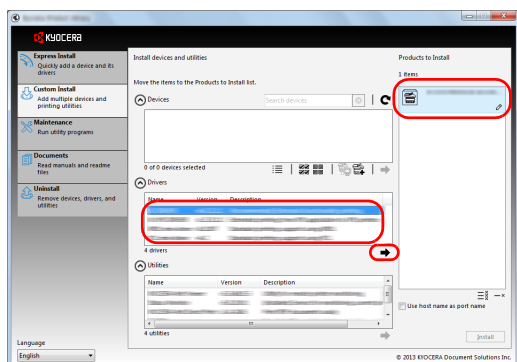 KYOCERA
Express Install
Quickly add a device and its
drivers
Custom Install
Add multiple devices and
printing utilities
Maintenance
Run utility programs
Documents
Read manuals and readme
files
Uninstall
Remove devices, drivers, and
utilities
Language
English
Install devices and utilities
Move the items to the Products to Install list.
Devices
Search devices
0 of 0 devices selected
Drivers
Name Version Description
4 drivers
Utilities
Name Version Description
4 utilities
Products to Install
1 items
Use host name as port name
Install
© 2013 KYOCERA Document Solutions Inc.